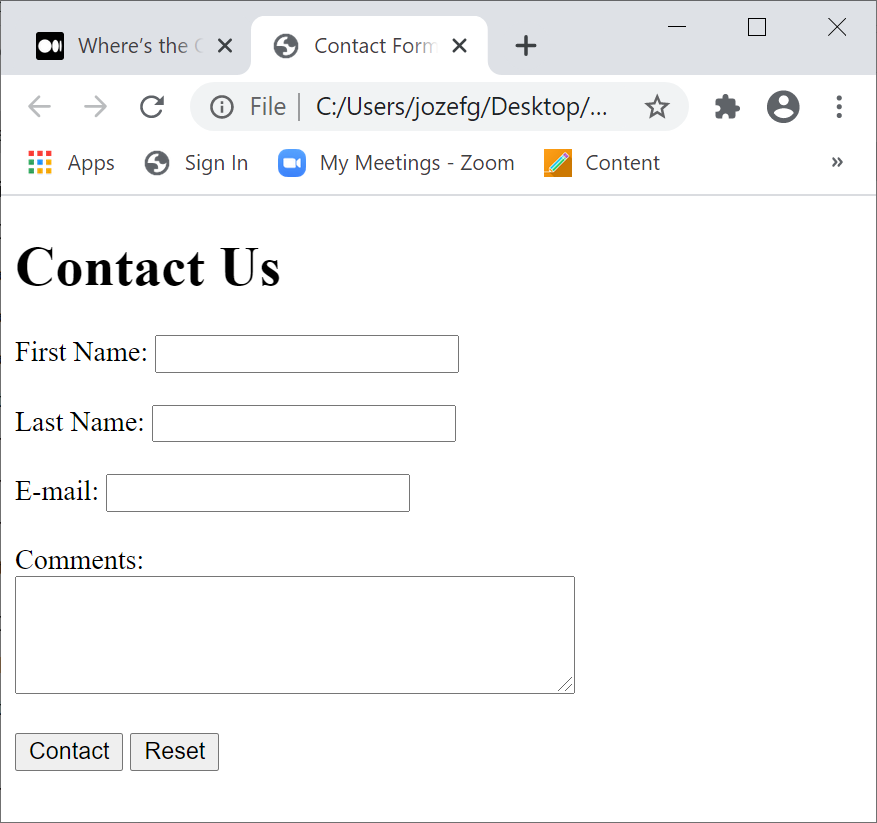 Where's the
Contact Form
File | C:/Users/jozefg/Desktop/...
Apps Sign In My Meetings - Zoom Content »
Contact Us
First Name:
Last Name:
E-mail:
Comments:
Contact Reset